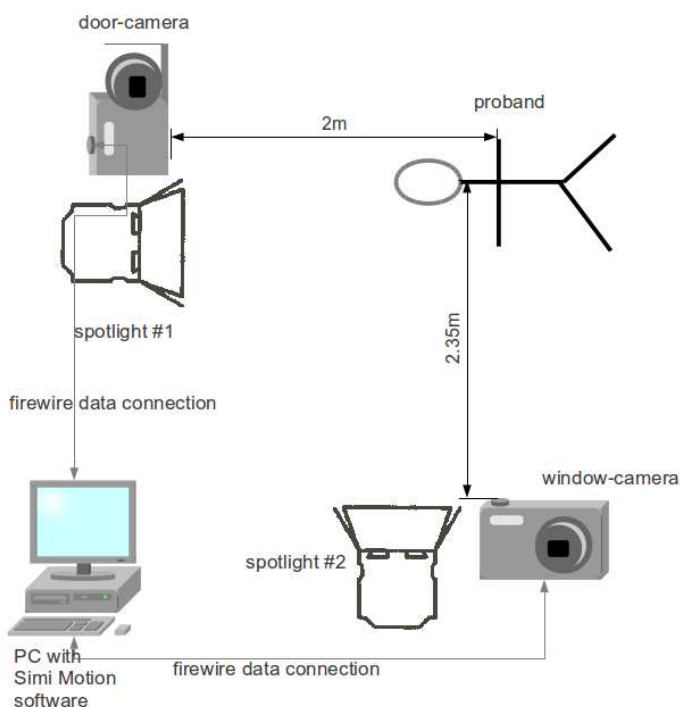 door-camera
proband
2m
2.35m
spotlight #1
firewire data connection
window-camera
spotlight #2
PC with
Simi Motion
software
firewire data connection